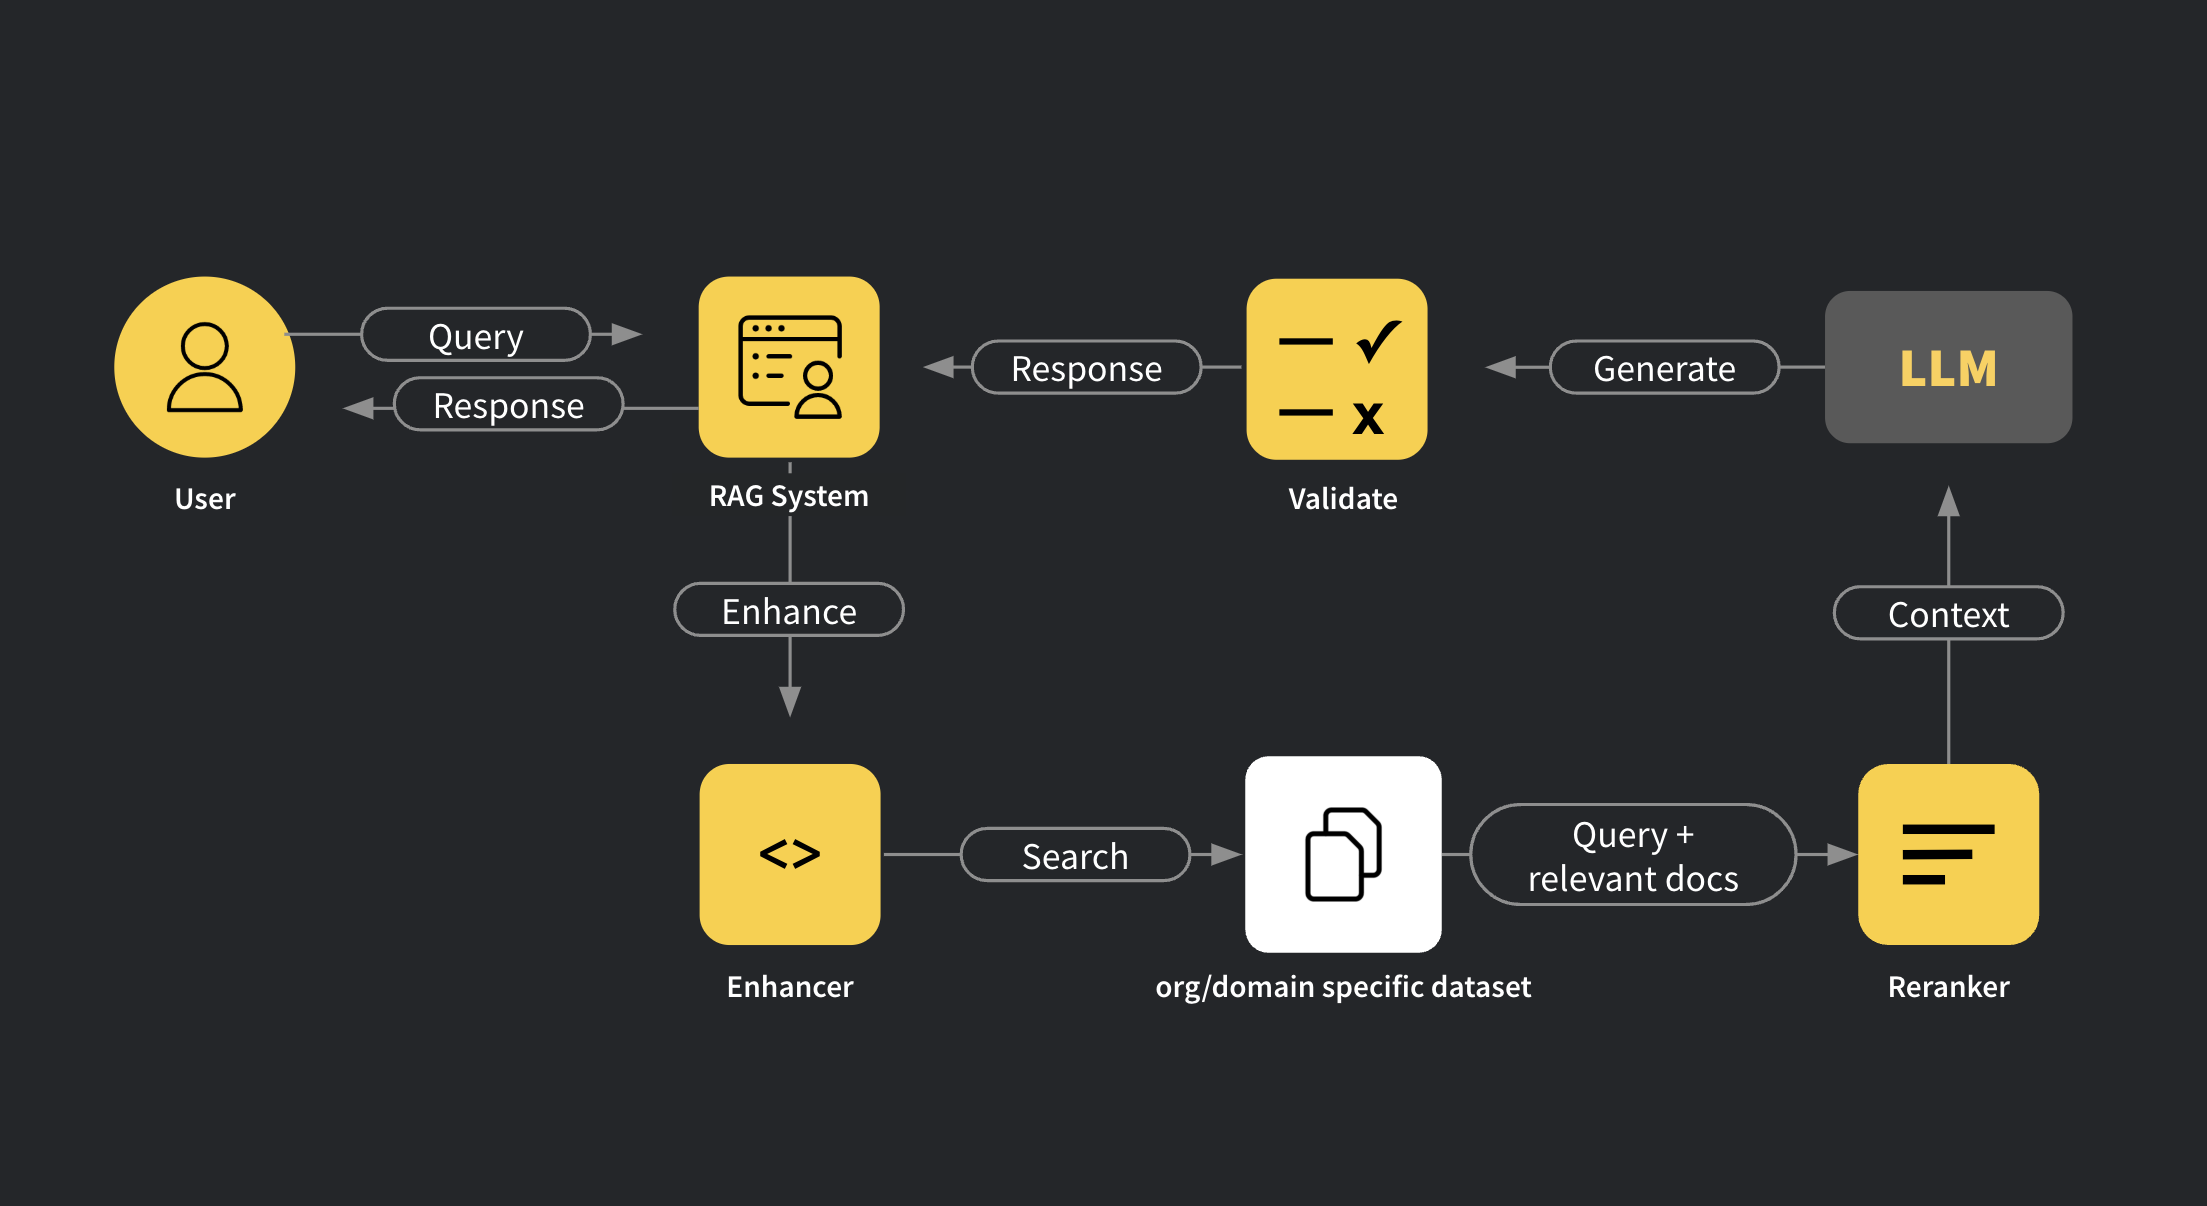 Query
Response
User
RAG System
Response
Validate
Generate
LLM
Enhance
Context
<>
Enhancer
Search
org/domain specific dataset
Query +
relevant docs
Reranker